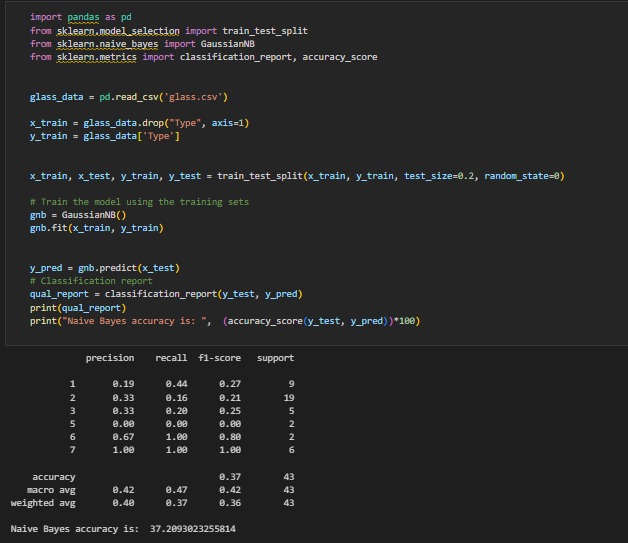 import pandas as pd
from sklearn.model_selection import train_test_split
from sklearn.naive_bayes import GaussianNB
from sklearn.metrics import classification_report, accuracy_score
glass_data = pd.read_csv('glass.csv')
x_train = glass_data.drop("Type", axis=1)
y_train = glass_data['Type']
x_train, x_test, y_train, y_test = train_test_split(x_train, y_train, test_size=0.2, random_state=0)
# Train the model using the training sets
gnb = GaussianNB()
gnb.fit(x_train, y_train)
y_pred = gnb.predict(x_test)
# Classification report
qual_report = classification_report(y_test, y_pred)
print(qual_report)
print("Naive Bayes accuracy is: ",  (accuracy_score(y_test, y_pred))*100)
precision recall f1-score support
1 0.19 0.44 0.27 9
2 0.33 0.16 0.21 19
3 0.33 0.20 0.25 5
5 0.00 0.00 0.00 2
6 0.67 1.00 0.80 2
7 1.00 1.00 1.00 6
accuracy 0.37 43
macro avg 0.42 0.47 0.42 43
weighted avg 0.40 0.37 0.36 43
Naive Bayes accuracy is:  37.2093023255814